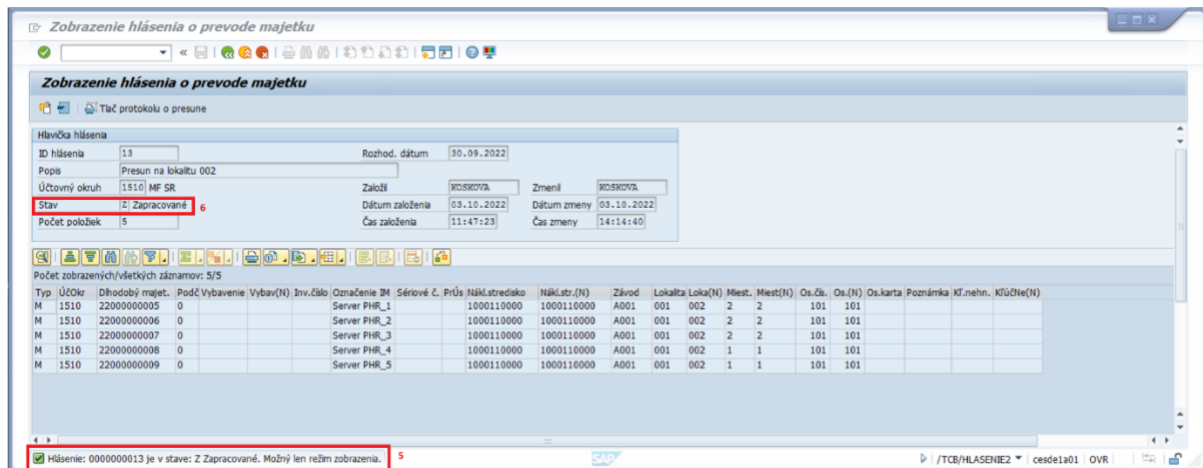 Zobrazenie hlásenia o prevode majetku
Zobrazenie hlásenia o prevode majetku
Tlač protokolu o presune
Hlavička hlásenia
ID hlásenia 13 Rozhod. dátum 30.09.2022
Popis Presun na lokalitu 002
Účtovný okruh 1510 MF SR Založil KOSKOVA Zmenil KOSKOVA
Stav Z Zapracované 6 Dátum založenia 03.10.2022 Dátum zmeny 03.10.2022
Počet položiek 5 Čas založenia 11:47:23 Čas zmeny 14:14:40
Počet zobrazených/všetkých záznamov: 5/5
Typ ÚČOkr Dlhodobý majet. Podč Vybavenie Vybav(N) Inv.číslo Označenie IM Sériové č. PrÚs Nákl.stredisko Nákl.str.(N) Závod Lokalita Loka(N) Miest. Miest(N) Os.čís. Os.(N) Os.karta Poznámka Kľ.nehn. KľúčNe(N)
M 1510 22000000005 0 Server PHR_1 1000110000 1000110000 A001 001 002 2 2 101 101
M 1510 22000000006 0 Server PHR_2 1000110000 1000110000 A001 001 002 2 2 101 101
M 1510 22000000007 0 Server PHR_3 1000110000 1000110000 A001 001 002 2 2 101 101
M 1510 22000000008 0 Server PHR_4 1000110000 1000110000 A001 001 002 1 1 101 101
M 1510 22000000009 0 Server PHR_5 1000110000 1000110000 A001 001 002 1 1 101 101
Hlásenie: 0000000013 je v stave: Z Zapracované. Možný len režim zobrazenia. 5 SAP /TCB/HLASENIE2 cesde1a01 OVR